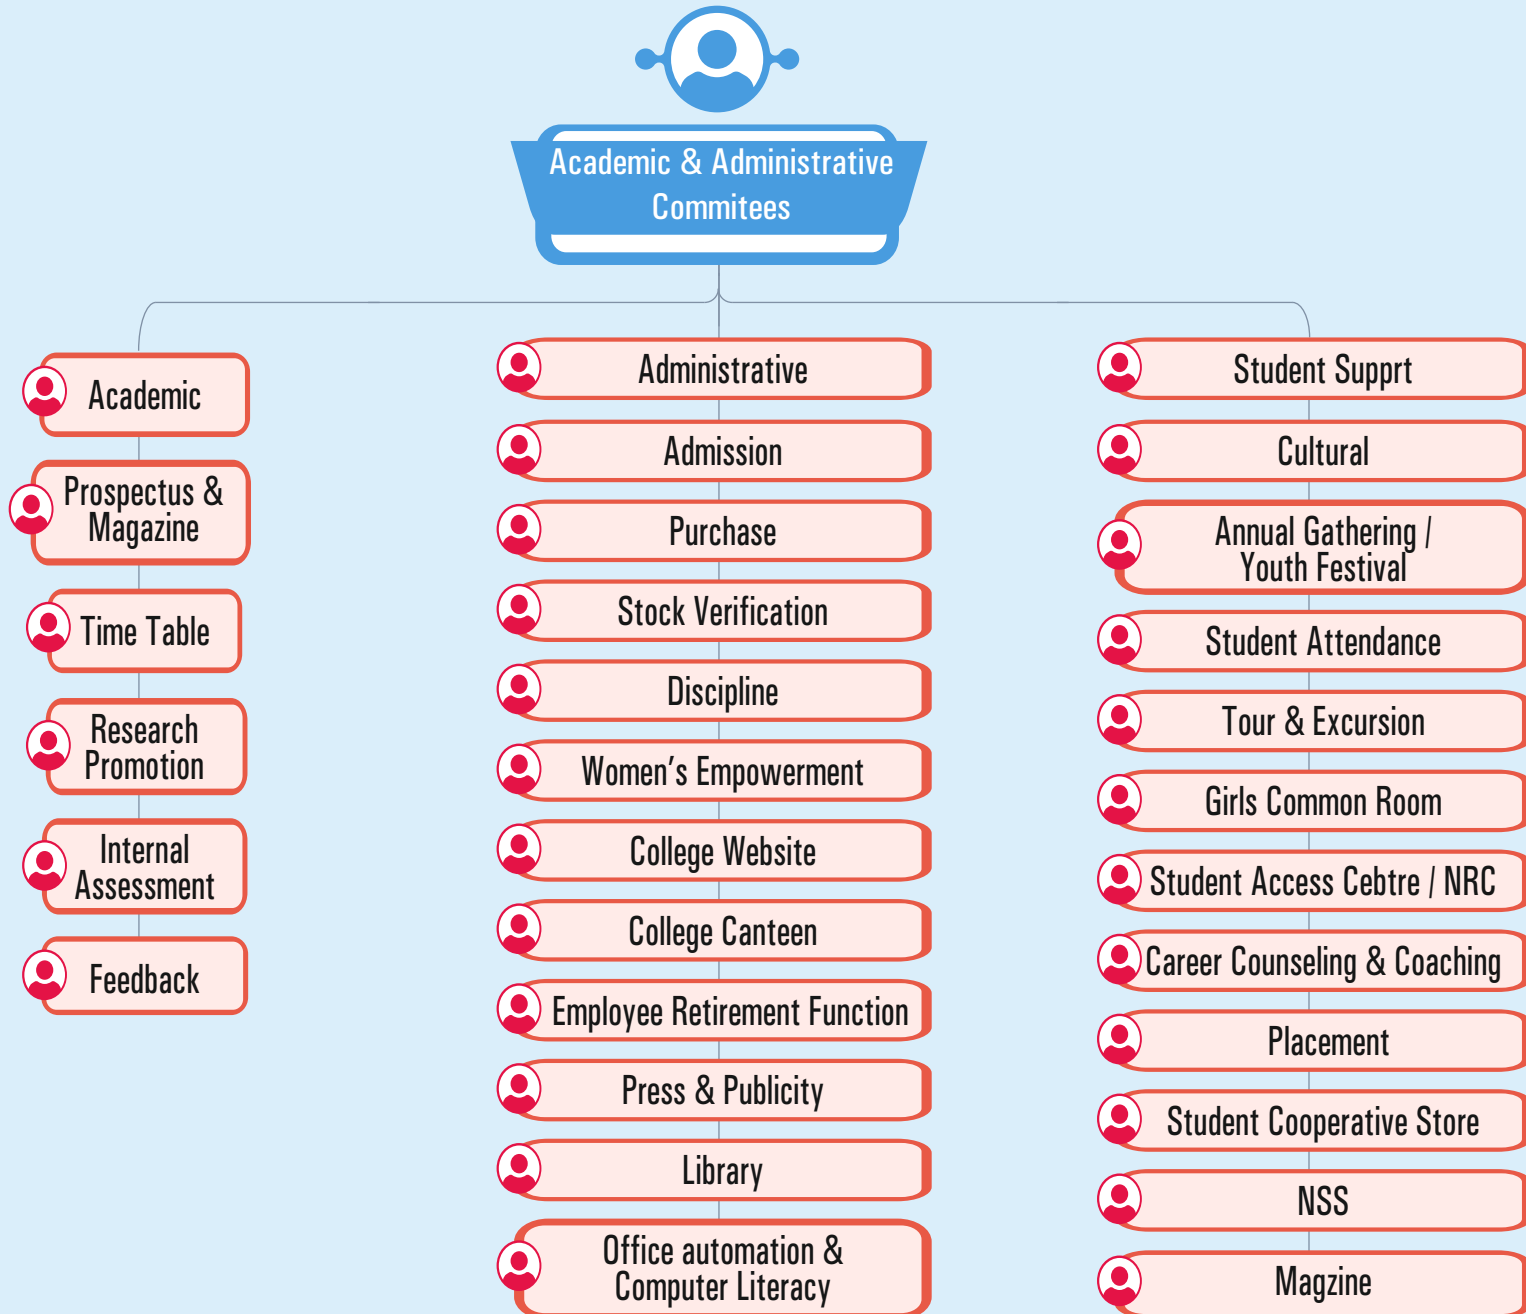 Academic & Administrative
Commitees
Academic
Prospectus &
Magazine
Time Table
Research
Promotion
Internal
Assessment
Feedback
Administrative
Admission
Purchase
Stock Verification
Discipline
Women's Empowerment
College Website
College Canteen
Employee Retirement Function
Press & Publicity
Library
Office automation &
Computer Literacy
Student Supprt
Cultural
Annual Gathering /
Youth Festival
Student Attendance
Tour & Excursion
Girls Common Room
Student Access Cebtre / NRC
Career Counseling & Coaching
Placement
Student Cooperative Store
NSS
Magzine